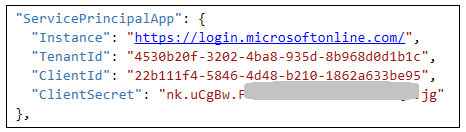 "ServicePrincipalApp": {
"Instance": "https://login.microsoftonline.com/",
"TenantId": "4530b20f-3202-4ba8-935d-8b968d0d1b1c",
"ClientId": "22b111f4-5846-4d48-b210-1862a633be95",
"ClientSecret": "nk.uCgBw.F jg"
},